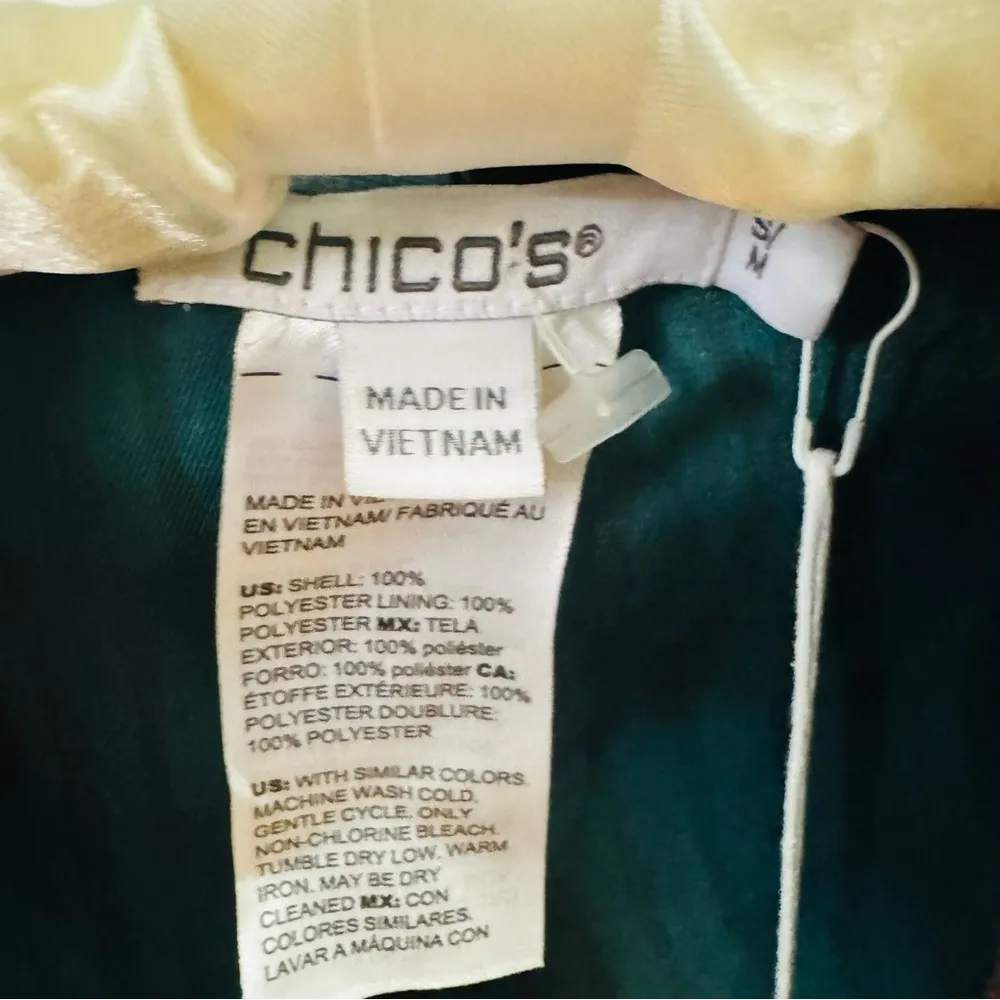 chico's®
MADE IN
VIETNAM
MADE IN
EN VIETNAM/ FABRIQUÉ AU
VIETNAM
US: SHELL: 100%
POLYESTER LINING: 100%
POLYESTER MX: TELA
EXTERIOR: 100% poliéster
FORRO: 100% poliéster CA:
ÉTOFFE EXTÉRIEURE: 100%
POLYESTER DOUBLURE:
100% POLYESTER
US: WITH SIMILAR COLORS.
MACHINE WASH COLD,
GENTLE CYCLE. ONLY
NON-CHLORINE BLEACH.
TUMBLE DRY LOW. WARM
IRON. MAY BE DRY
CLEANED MX: CON
COLORES SIMILARES.
LAVAR A MÁQUINA CON